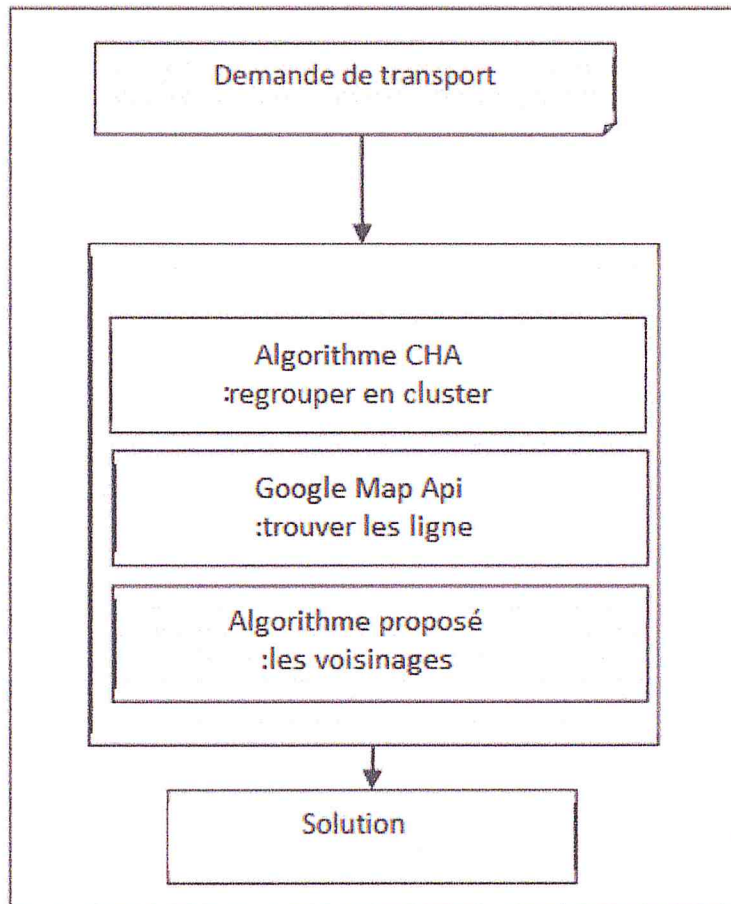 Demande de transport
Algorithme CHA
:regrouper en cluster
Google Map Api
:trouver les ligne
Algorithme proposé
:les voisinages
Solution